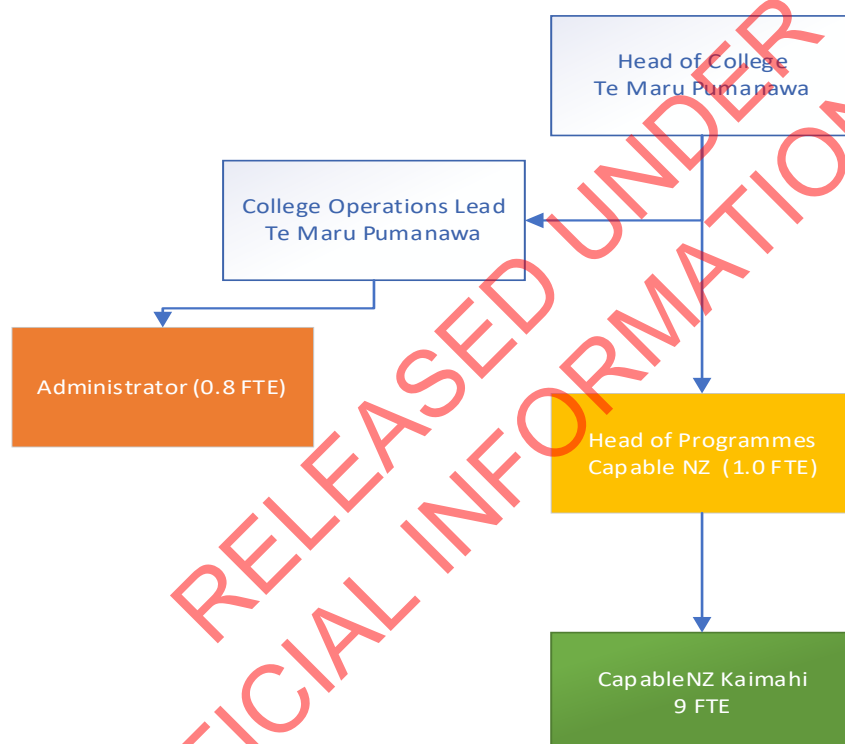 Head of College
Te Maru Pumanawa
College Operations Lead
Te Maru Pumanawa
Administrator (0.8 FTE)
Head of Programmes
Capable NZ (1.0 FTE)
CapableNZ Kaimahi
9 FTE
RELEASED UNDER
INFORMATION